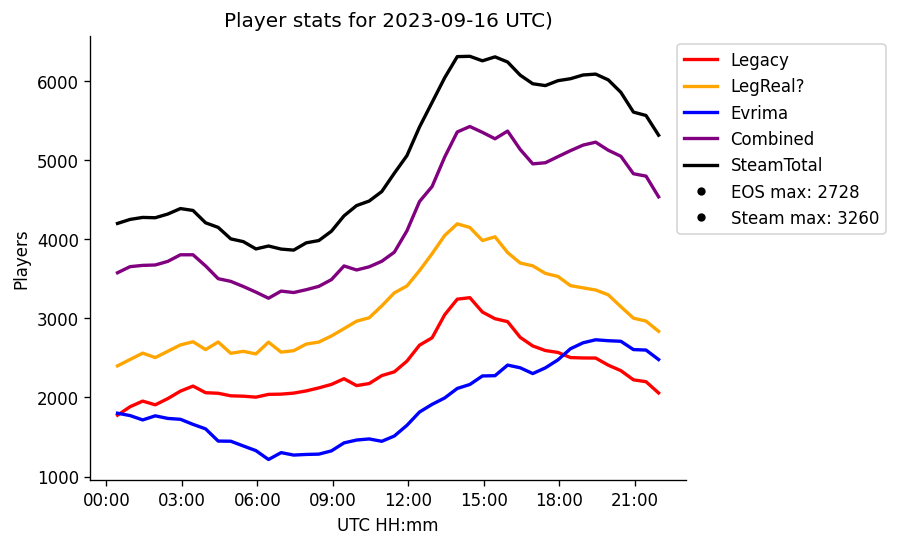 Player stats for 2023-09-16 UTC)
Legacy
LegReal?
Evrima
Combined
SteamTotal
EOS max: 2728
Steam max: 3260
Players
6000
5000
4000
3000
2000
1000
00:00 03:00 06:00 09:00 12:00 15:00 18:00 21:00
UTC HH:mm